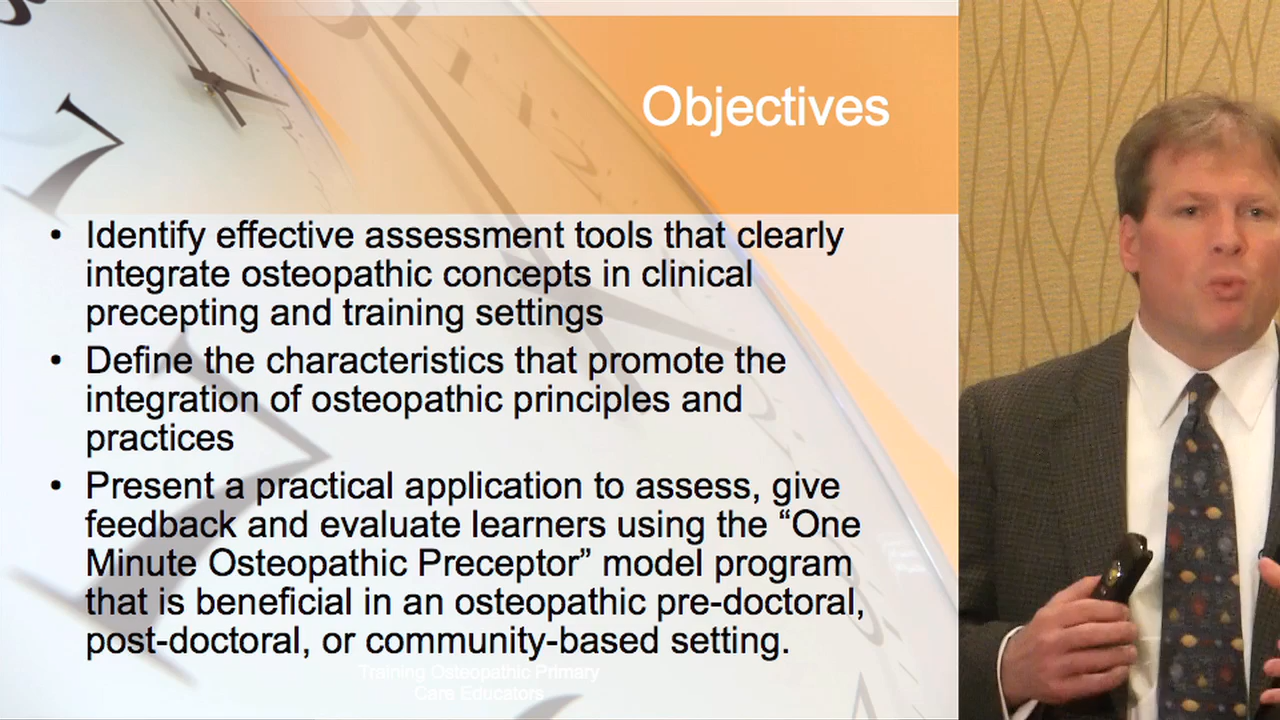 Objectives
• Identify effective assessment tools that clearly
integrate osteopathic concepts in clinical
precepting and training settings
• Define the characteristics that promote the
integration of osteopathic principles and
practices
• Present a practical application to assess, give
feedback and evaluate learners using the “One
Minute Osteopathic Preceptor” model program
that is beneficial in an osteopathic pre-doctoral,
post-doctoral, or community-based setting.
Training Osteopathic Primary
Care Educators